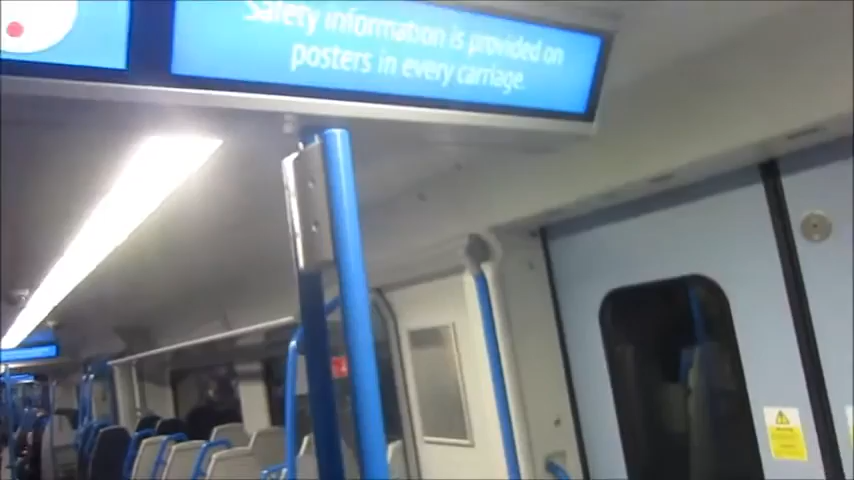 Safety information is provided on
posters in every carriage.